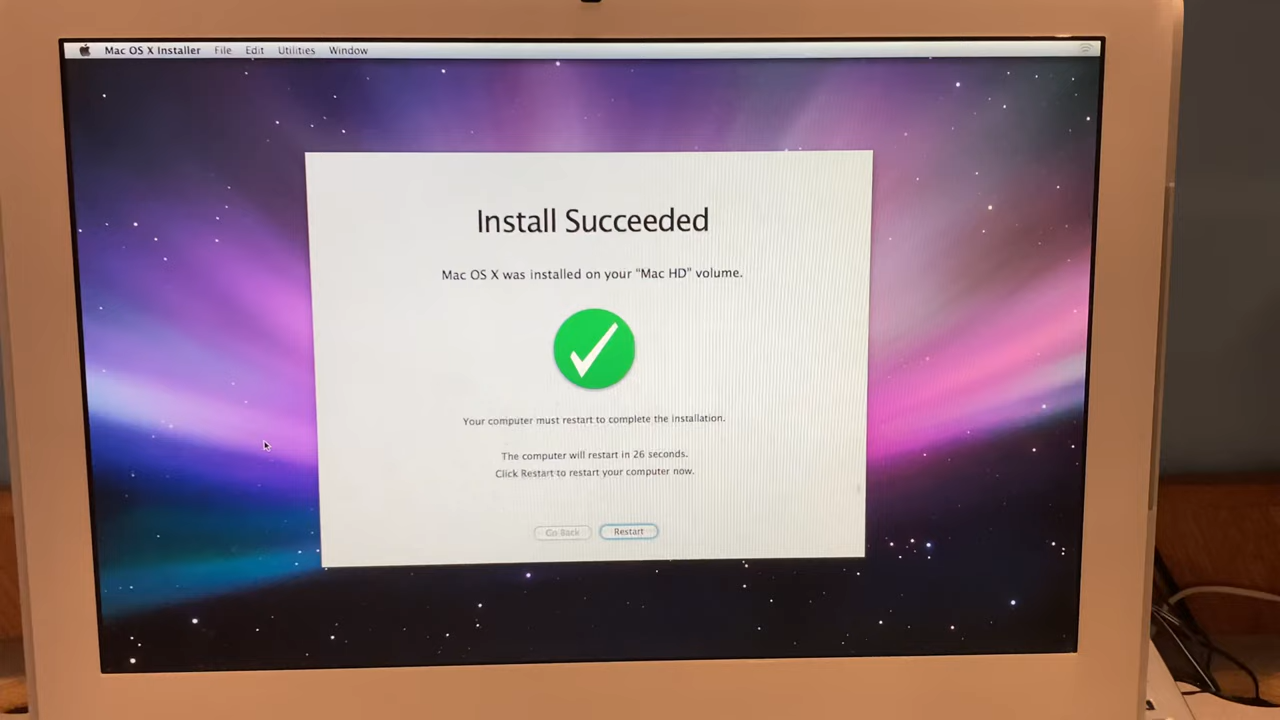 Mac OS X Installer File Edit Utilities Window
Install Succeeded
Mac OS X was installed on your "Mac HD" volume.
Your computer must restart to complete the installation.
The computer will restart in 26 seconds.
Click Restart to restart your computer now.
Go Back Restart